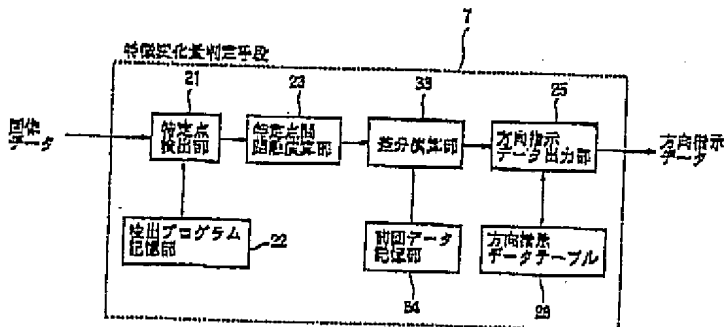 7
特徴変化量判定手段
21
23
33
25
画像
データ
特定点
検出部
特定点間
距離演算部
差分演算部
方向指示
データ出力部
方向指示
データ
検出プログラム
記憶部
22
前回データ
記憶部
34
方向指示
データテーブル
26